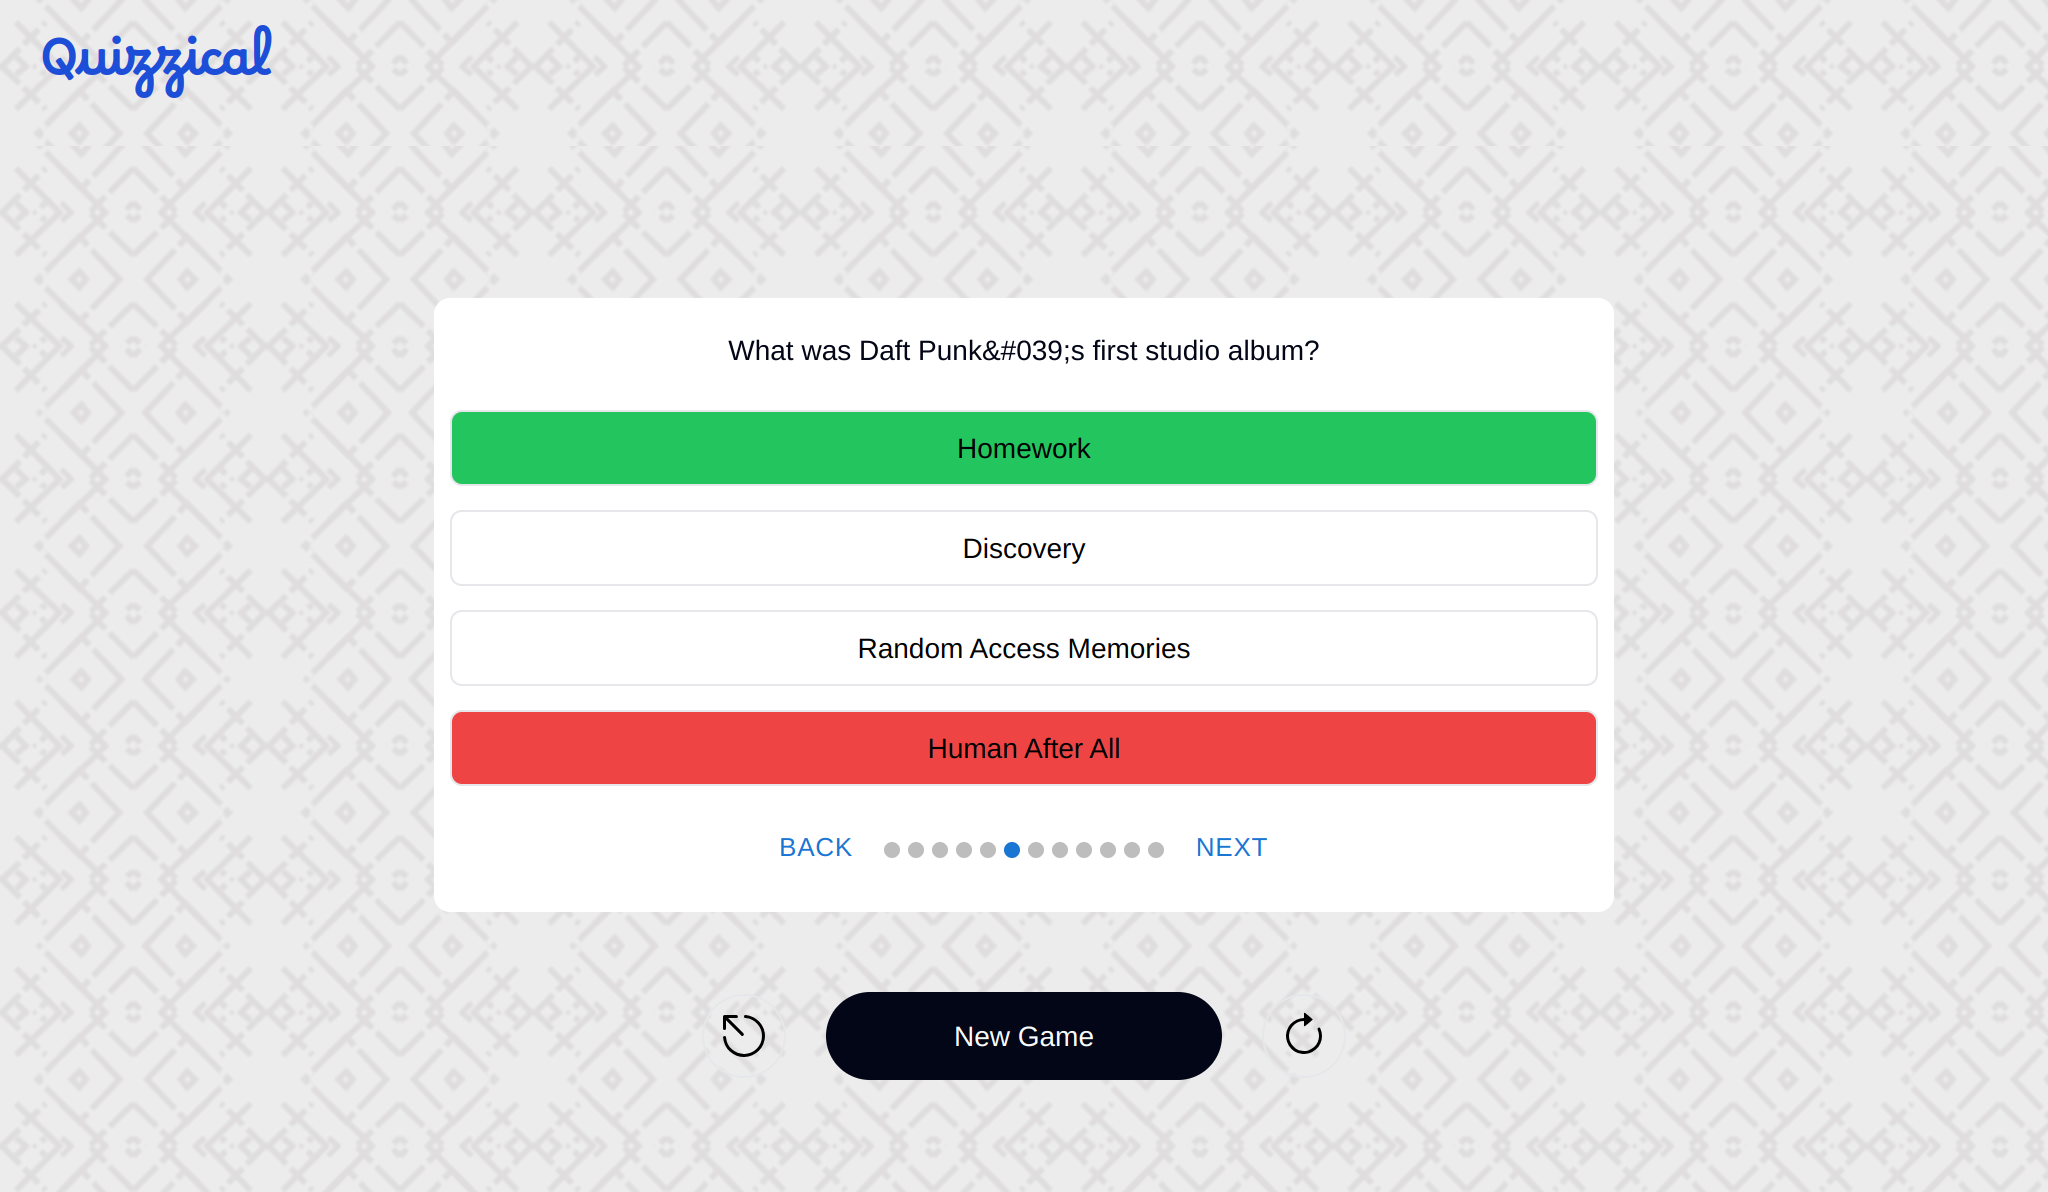 Quizzical
What was Daft Punk&#039;s first studio album?
Homework
Discovery
Random Access Memories
Human After All
BACK
NEXT
New Game